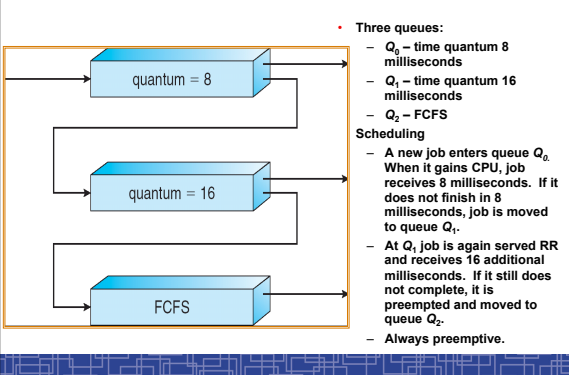 quantum = 8
quantum = 16
FCFS
• Three queues:
– Q0 – time quantum 8
milliseconds
– Q1 – time quantum 16
milliseconds
– Q2 – FCFS
Scheduling
– A new job enters queue Q0.
When it gains CPU, job
receives 8 milliseconds. If it
does not finish in 8
milliseconds, job is moved
to queue Q1.
– At Q1 job is again served RR
and receives 16 additional
milliseconds. If it still does
not complete, it is
preempted and moved to
queue Q2.
– Always preemptive.